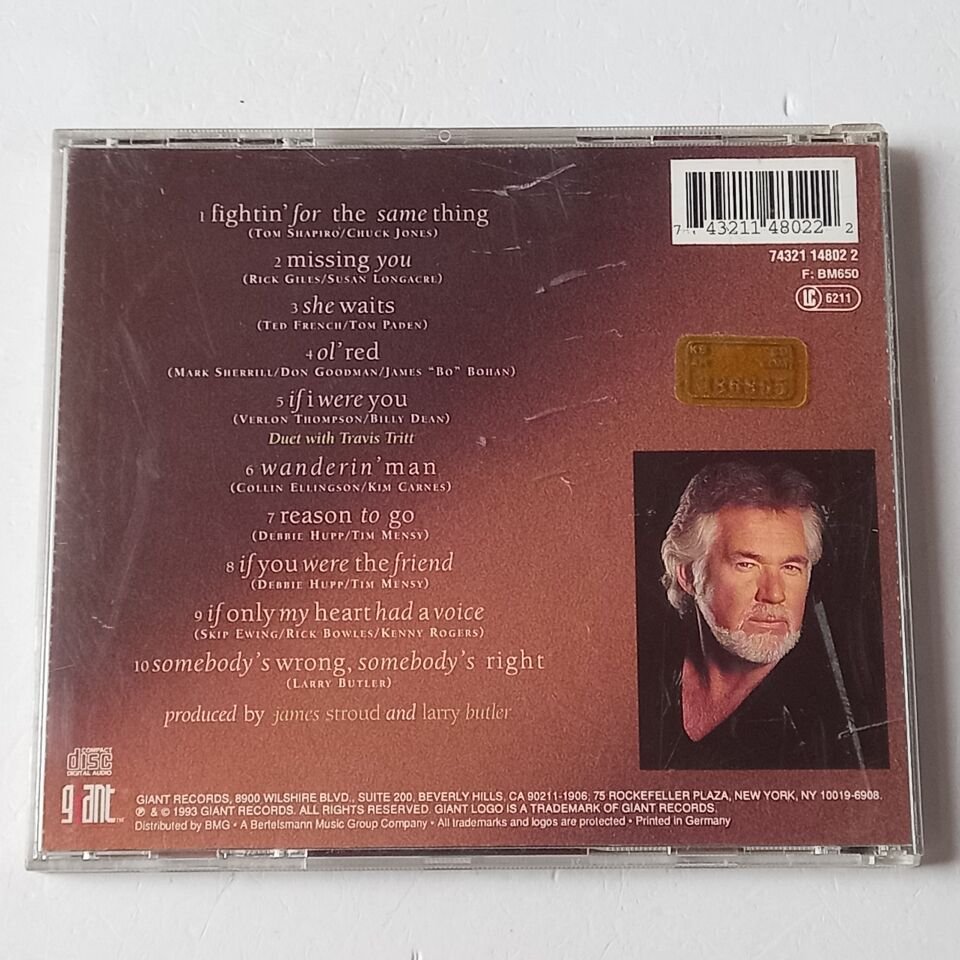 1 fightin' for the same thing
(TOM SHAPIRO/CHUCK JONES)
2 missing you
(RICK GILES/SUSAN LONGACRE)
3 she waits
(TED FRENCH/TOM PADEN)
4 ol' red
(MARK SHERRILL/DON GOODMAN/JAMES "BO" BOHAN)
5 if i were you
(VERLON THOMPSON/BILLY DEAN)
Duet with Travis Tritt
6 wanderin' man
(COLLIN ELLINGSON/KIM CARNES)
7 reason to go
(DEBBIE HUPP/TIM MENSY)
8 if you were the friend
(DEBBIE HUPP/TIM MENSY)
9 if only my heart had a voice
(SKIP EWING/RICK BOWLES/KENNY ROGERS)
10 somebody's wrong, somebody's right
(LARRY BUTLER)
produced by james stroud and larry butler
43211 48022 2
74321 14802 2
F: BM650
LC 6211
COMPACT
disc
DIGITAL AUDIO
giant
GIANT RECORDS, 8900 WILSHIRE BLVD., SUITE 200, BEVERLY HILLS, CA 90211-1906; 75 ROCKEFELLER PLAZA, NEW YORK, NY 10019-6908.
℗ & © 1993 GIANT RECORDS. ALL RIGHTS RESERVED. GIANT LOGO IS A TRADEMARK OF GIANT RECORDS.
Distributed by BMG • A Bertelsmann Music Group Company • All trademarks and logos are protected • Printed in Germany